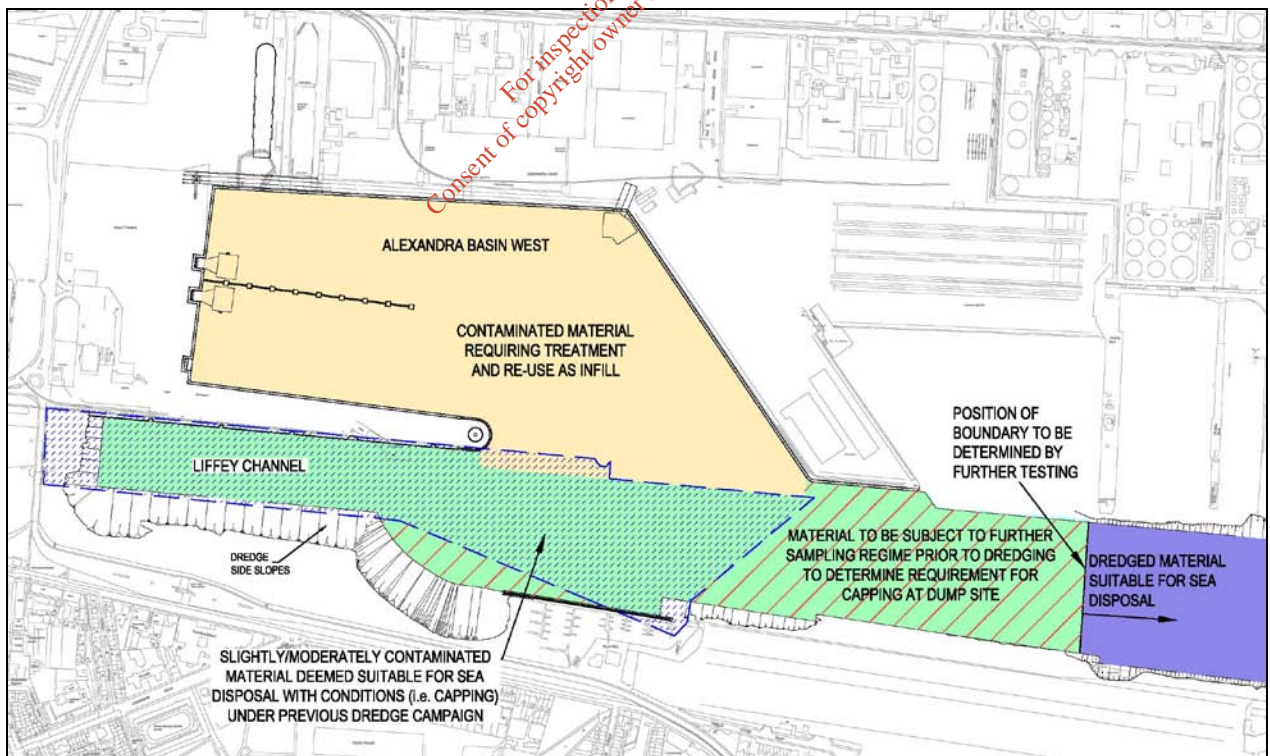 For inspection
Consent of copyright owner
ALEXANDRA BASIN WEST
CONTAMINATED MATERIAL
REQUIRING TREATMENT
AND RE-USE AS INFILL
POSITION OF
BOUNDARY TO BE
DETERMINED BY
FURTHER TESTING
LIFFEY CHANNEL
MATERIAL TO BE SUBJECT TO FURTHER
SAMPLING REGIME PRIOR TO DREDGING
TO DETERMINE REQUIREMENT FOR
CAPPING AT DUMP SITE
DREDGED MATERIAL
SUITABLE FOR SEA
DISPOSAL
DREDGE
SIDE SLOPES
SLIGHTLY/MODERATELY CONTAMINATED
MATERIAL DEEMED SUITABLE FOR SEA
DISPOSAL WITH CONDITIONS (i.e. CAPPING)
UNDER PREVIOUS DREDGE CAMPAIGN